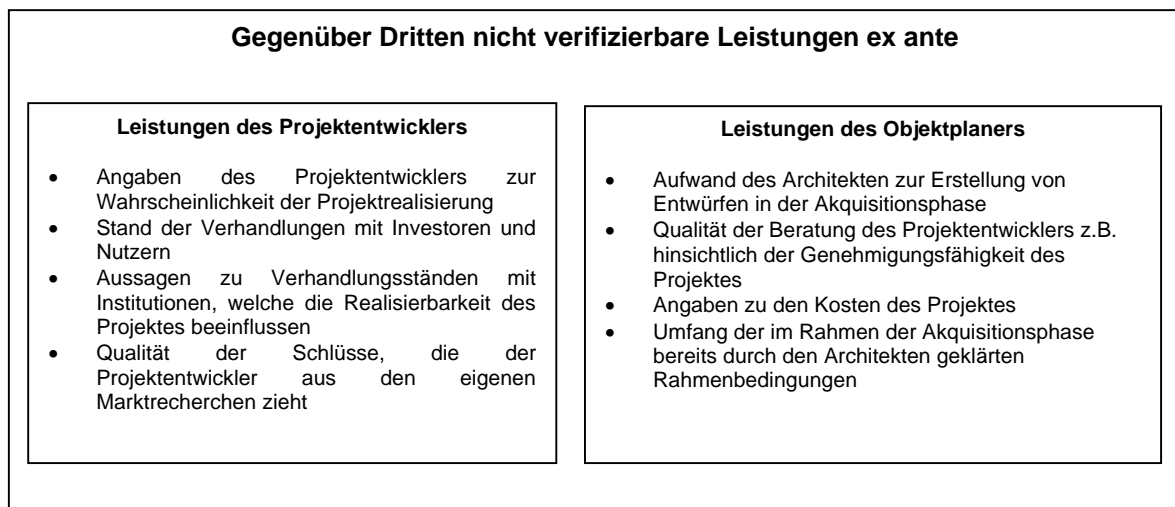 Gegenüber Dritten nicht verifizierbare Leistungen ex ante
Leistungen des Projektentwicklers
• Angaben des Projektentwicklers zur
Wahrscheinlichkeit der Projektrealisierung
• Stand der Verhandlungen mit Investoren und
Nutzern
• Aussagen zu Verhandlungsständen mit
Institutionen, welche die Realisierbarkeit des
Projektes beeinflussen
• Qualität der Schlüsse, die der
Projektentwickler aus den eigenen
Marktrecherchen zieht
Leistungen des Objektplaners
• Aufwand des Architekten zur Erstellung von
Entwürfen in der Akquisitionsphase
• Qualität der Beratung des Projektentwicklers z.B.
hinsichtlich der Genehmigungsfähigkeit des
Projektes
• Angaben zu den Kosten des Projektes
• Umfang der im Rahmen der Akquisitionsphase
bereits durch den Architekten geklärten
Rahmenbedingungen